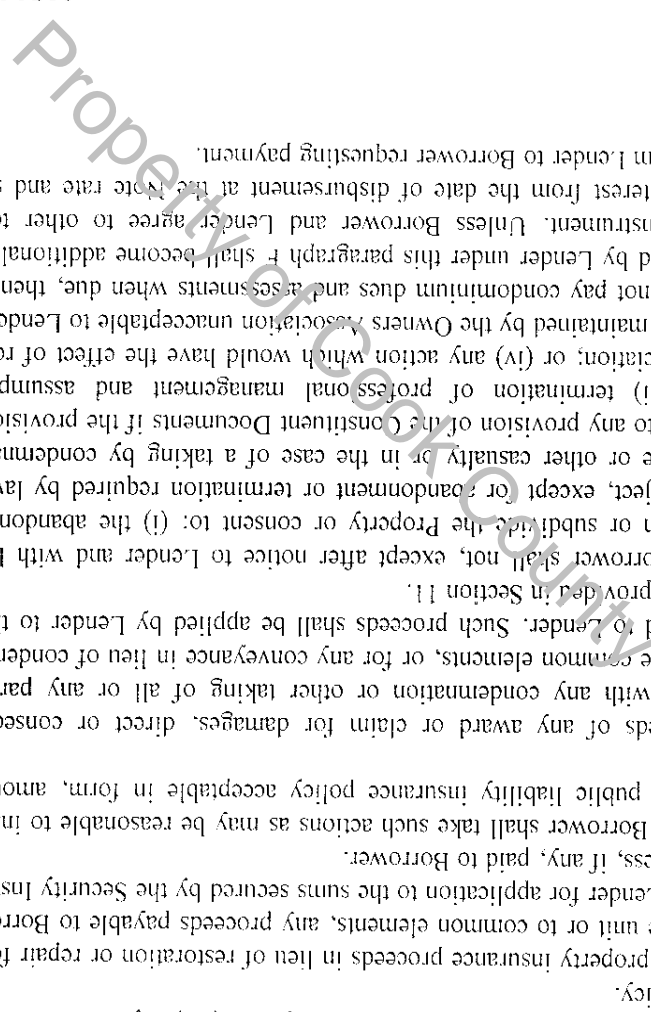 icy.
property insurance proceeds in lieu of restoration or repair f
e unit or to common elements, any proceeds payable to Borro
Lender for application to the sums secured by the Security Ins
ess, if any, paid to Borrower.
Borrower shall take such actions as may be reasonable to in
public liability insurance policy acceptable in form, amou
eds of any award or claim for damages, direct or consec
with any condemnation or other taking of all or any par
e common elements, or for any conveyance in lieu of conden
d to Lender. Such proceeds shall be applied by Lender to th
provided in Section 11.
orrower shall not, except after notice to Lender and with
n or subdivide the Property or consent to: (i) the abandon
ject, except for abandonment or termination required by lav
e or other casualty or in the case of a taking by condemna
to any provision of the Constituent Documents if the provisio
i) termination of professional management and assump
ciation; or (iv) any action which would have the effect of re
maintained by the Owners Association unacceptable to Lende
not pay condominium dues and assessments when due, then
d by Lender under this paragraph F shall become additional
nstrument. Unless Borrower and Lender agree to other te
terest from the date of disbursement at the Note rate and s
m Lender to Borrower requesting payment.
Property of Cook County